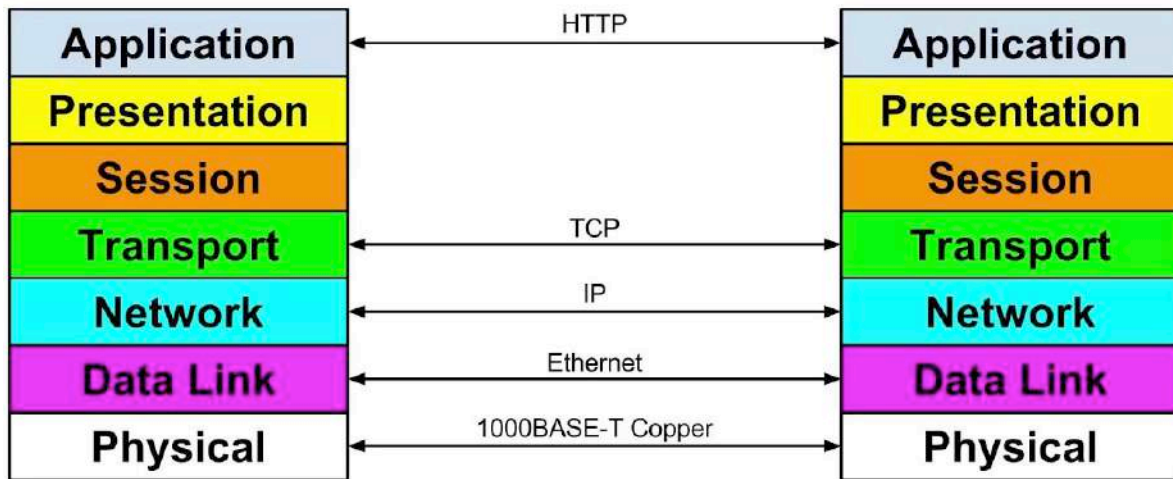 Application HTTP Application
Presentation Presentation
Session Session
Transport TCP Transport
Network IP Network
Data Link Ethernet Data Link
Physical 1000BASE-T Copper Physical